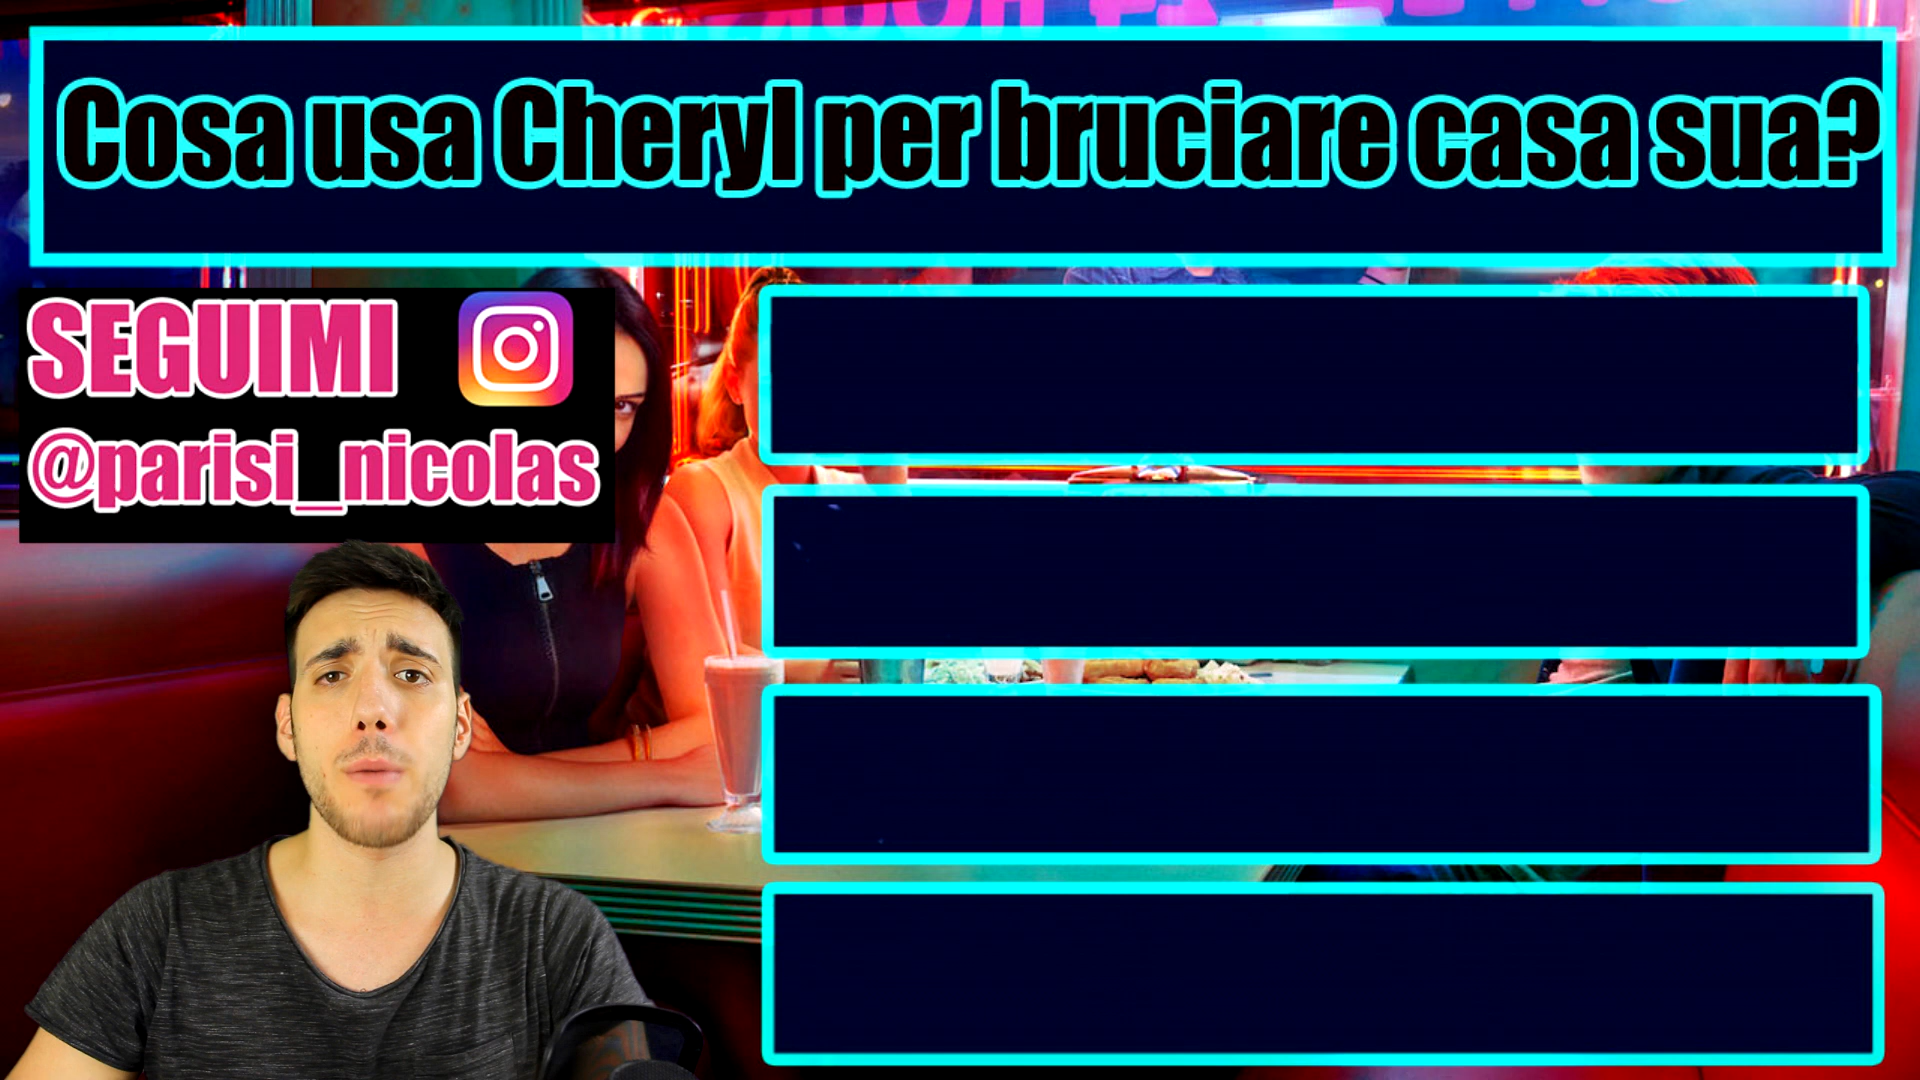 Cosa usa Cheryl per bruciare casa sua?
SEGUIMI
@parisi_nicolas